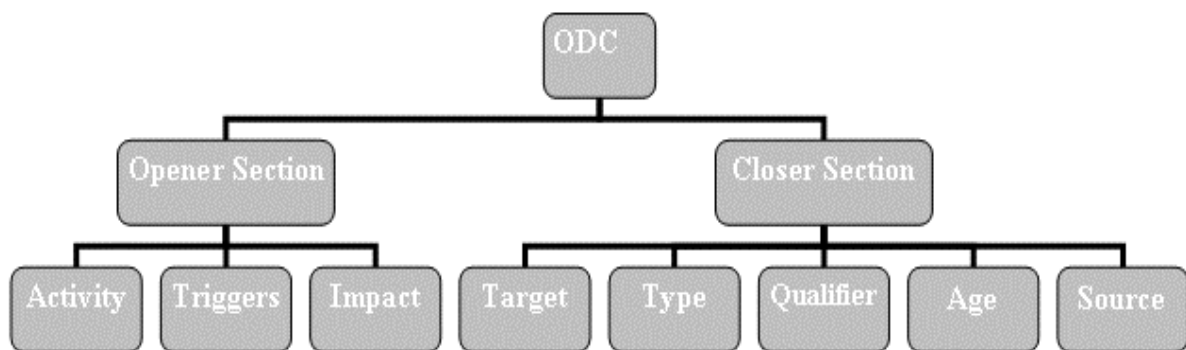 ODC
Opener Section
Closer Section
Activity
Triggers
Impact
Target
Type
Qualifier
Age
Source